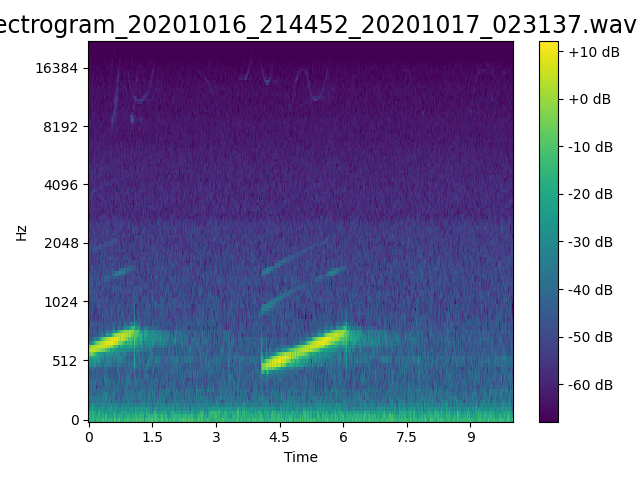 ectrogram_20201016_214452_20201017_023137.wav
16384
8192
4096
2048
1024
512
0
Hz
0 1.5 3 4.5 6 7.5 9
Time
+10 dB
+0 dB
-10 dB
-20 dB
-30 dB
-40 dB
-50 dB
-60 dB